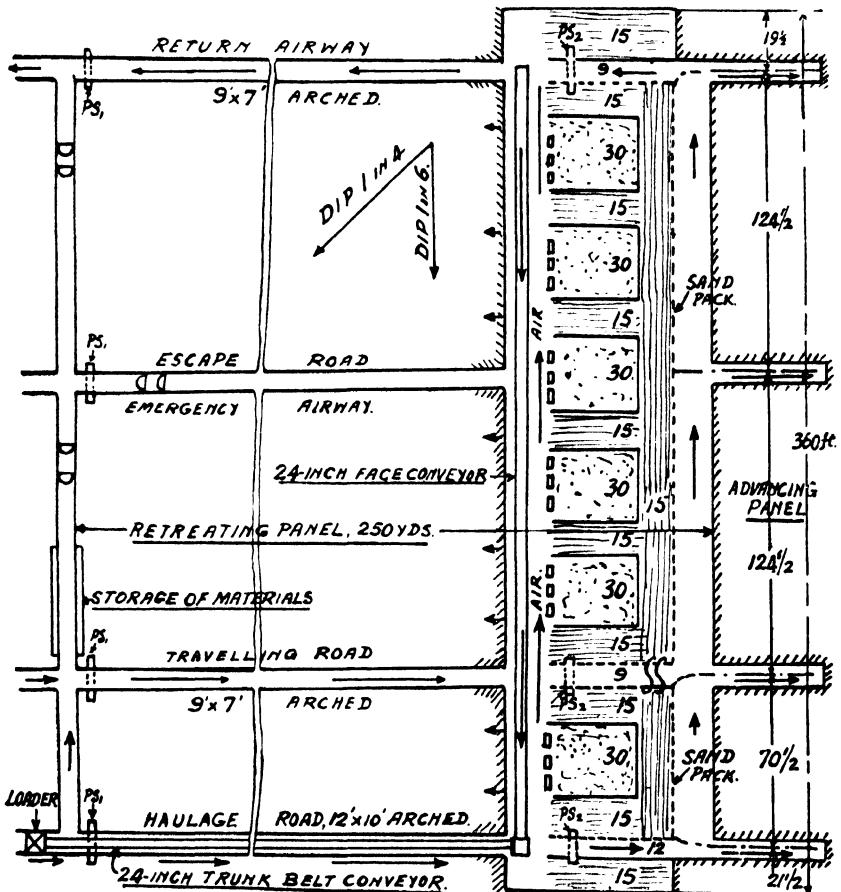 RETURN AIRWAY
PS2
15
19½
9
PS1
9'x7' ARCHED.
15
30
DIP 1 IN 4
DIP 1 IN 6.
15
124½
30
SAND
PACK.
15
AIR
PS1
ESCAPE ROAD
30
EMERGENCY AIRWAY.
15
360 ft.
24-INCH FACE CONVEYOR
30
15
ADVANCING
PANEL
RETREATING PANEL, 250 YDS.
15
124½
AIR
30
STORAGE OF MATERIALS
15
PS1
TRAVELLING ROAD
9
PS2
9'x7' ARCHED
15
30
SAND
PACK.
70½
LOADER
PS1
HAULAGE ROAD, 12'x10' ARCHED.
15
PS2
12
24-INCH TRUNK BELT CONVEYOR.
15
21½